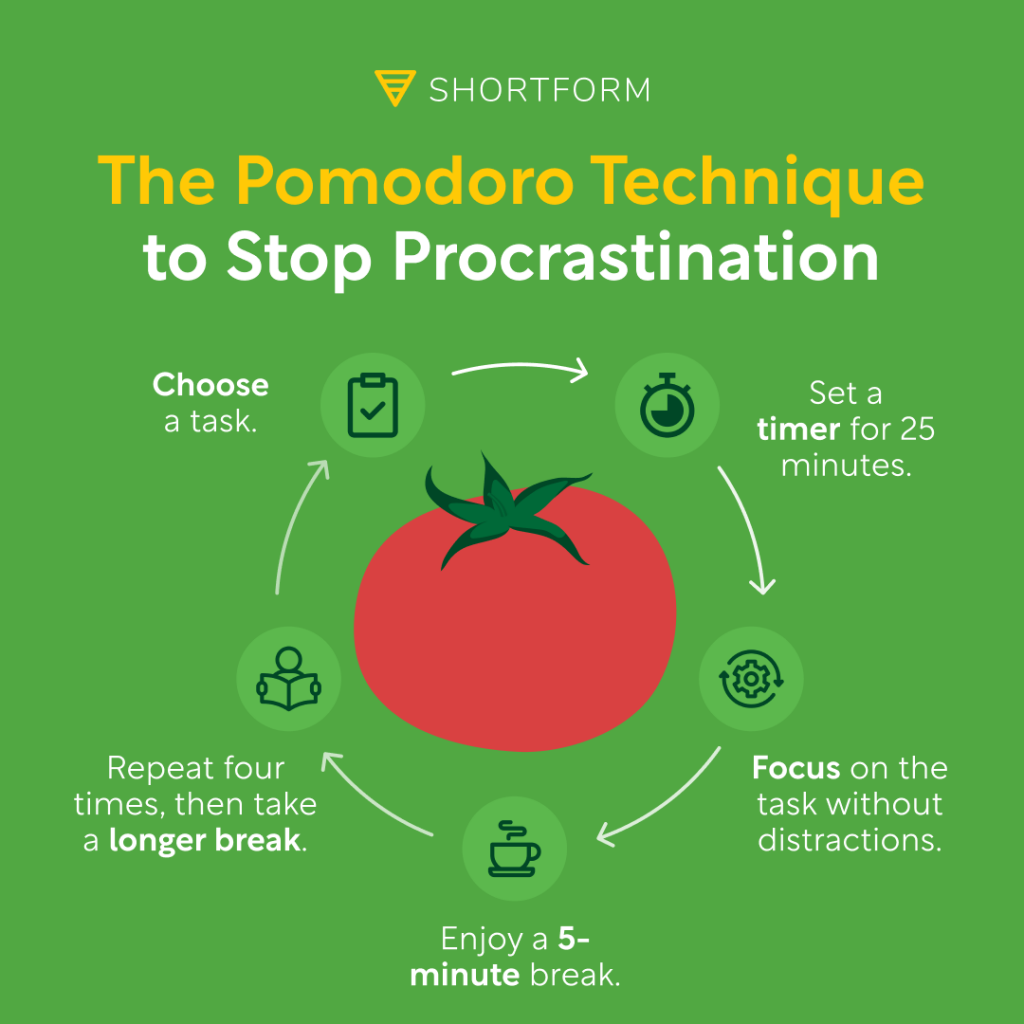 SHORTFORM
The Pomodoro Technique
to Stop Procrastination
Choose
a task.
Set a
timer for 25
minutes.
Focus on the
task without
distractions.
Enjoy a 5-
minute break.
Repeat four
times, then take
a longer break.